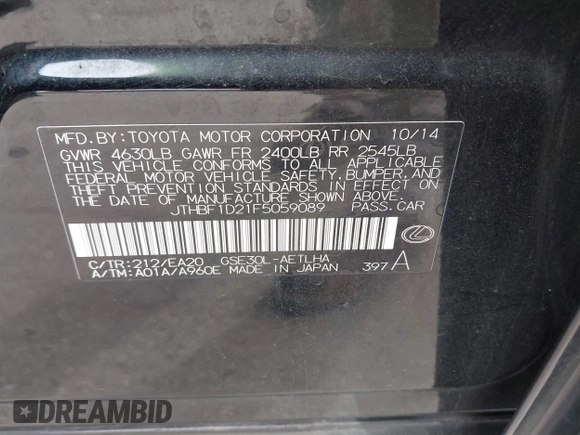 MFD.BY:TOYOTA MOTOR CORPORATION 10/14
GVWR 4630LB, GAWR FR 2400LB RR 2545LB
THIS VEHICLE CONFORMS TO ALL APPLICABLE
FEDERAL MOTOR VEHICLE SAFETY, BUMPER, AND
THEFT PREVENTION STANDARDS IN EFFECT ON
THE DATE OF MANUFACTURE SHOWN ABOVE.
JTHBF1D21F5059089 PASS.CAR
C/TR:212/EA20 GSE30L-AETLHA
A/TM:A01A/A960E MADE IN JAPAN 397 A
DREAMBID